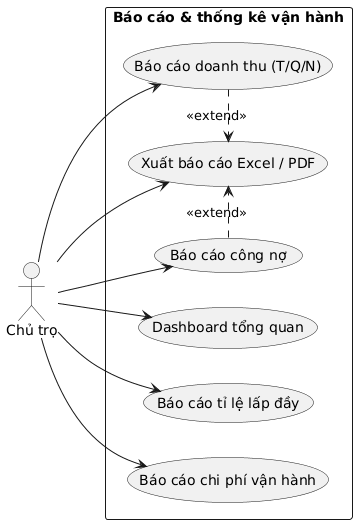 Báo cáo & thống kê vận hành
Báo cáo doanh thu (T/Q/N)
«extend»
Xuất báo cáo Excel / PDF
«extend»
Báo cáo công nợ
Dashboard tổng quan
Chủ trọ
Báo cáo tỉ lệ lấp đầy
Báo cáo chi phí vận hành